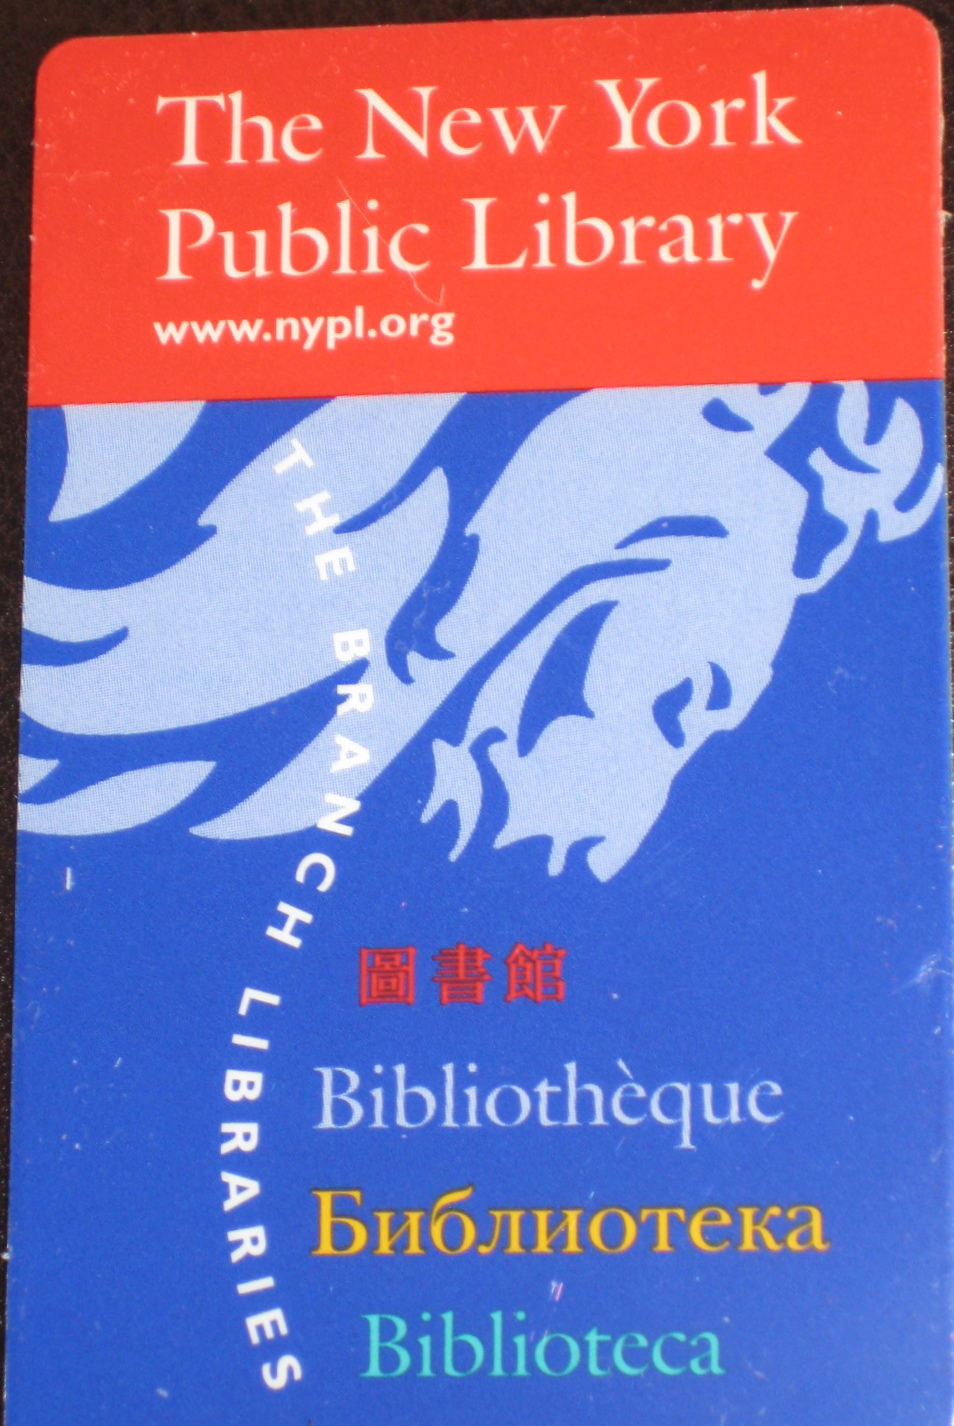 The New York
Public Library
www.nypl.org
THE BRANCH LIBRARIES
圖書館
Bibliothèque
Библиотека
Biblioteca